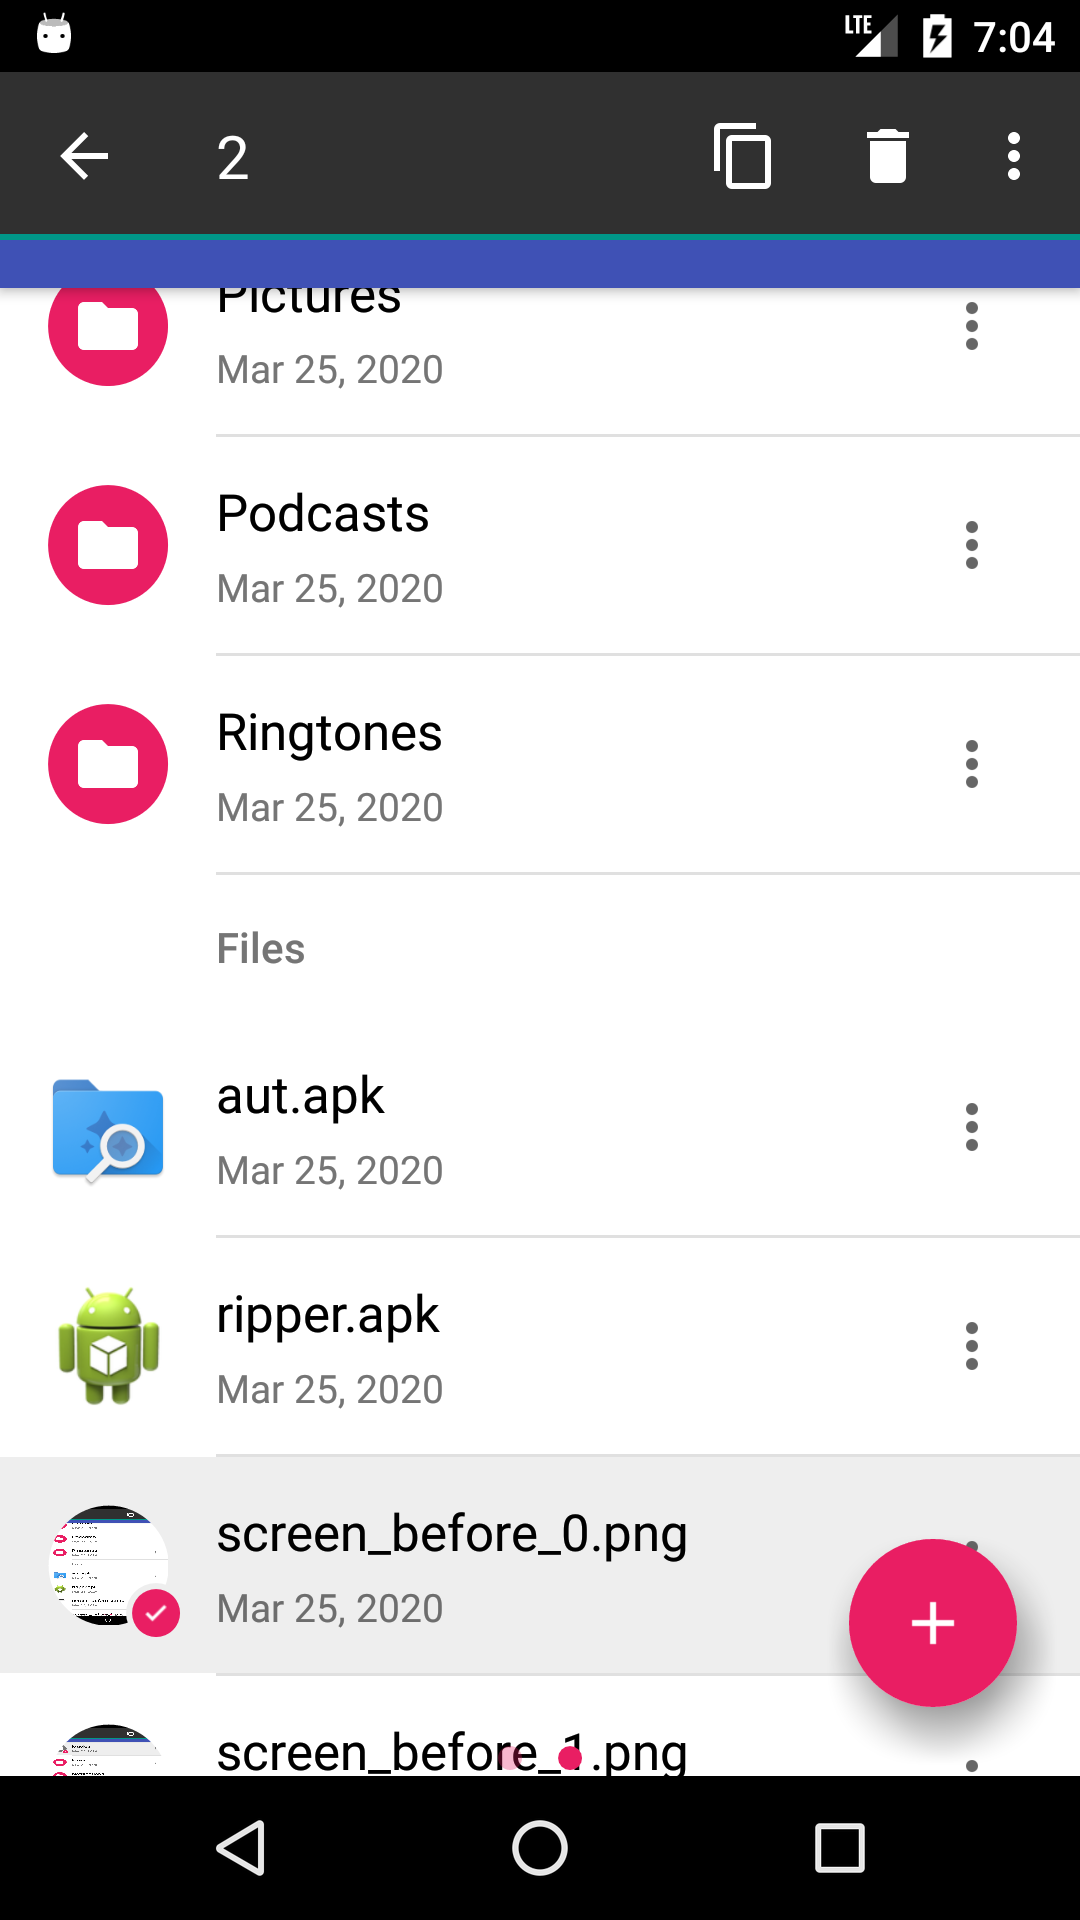 LTE 7:04
2
Pictures
Mar 25, 2020
Podcasts
Mar 25, 2020
Ringtones
Mar 25, 2020
Files
aut.apk
Mar 25, 2020
ripper.apk
Mar 25, 2020
screen_before_0.png
Mar 25, 2020
screen_before_1.png